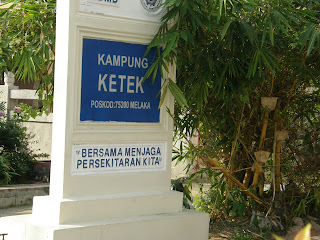 KAMPUNG
KETEK
POSKOD:75200 MELAKA
"BERSAMA MENJAGA
PERSEKITARAN KITA"